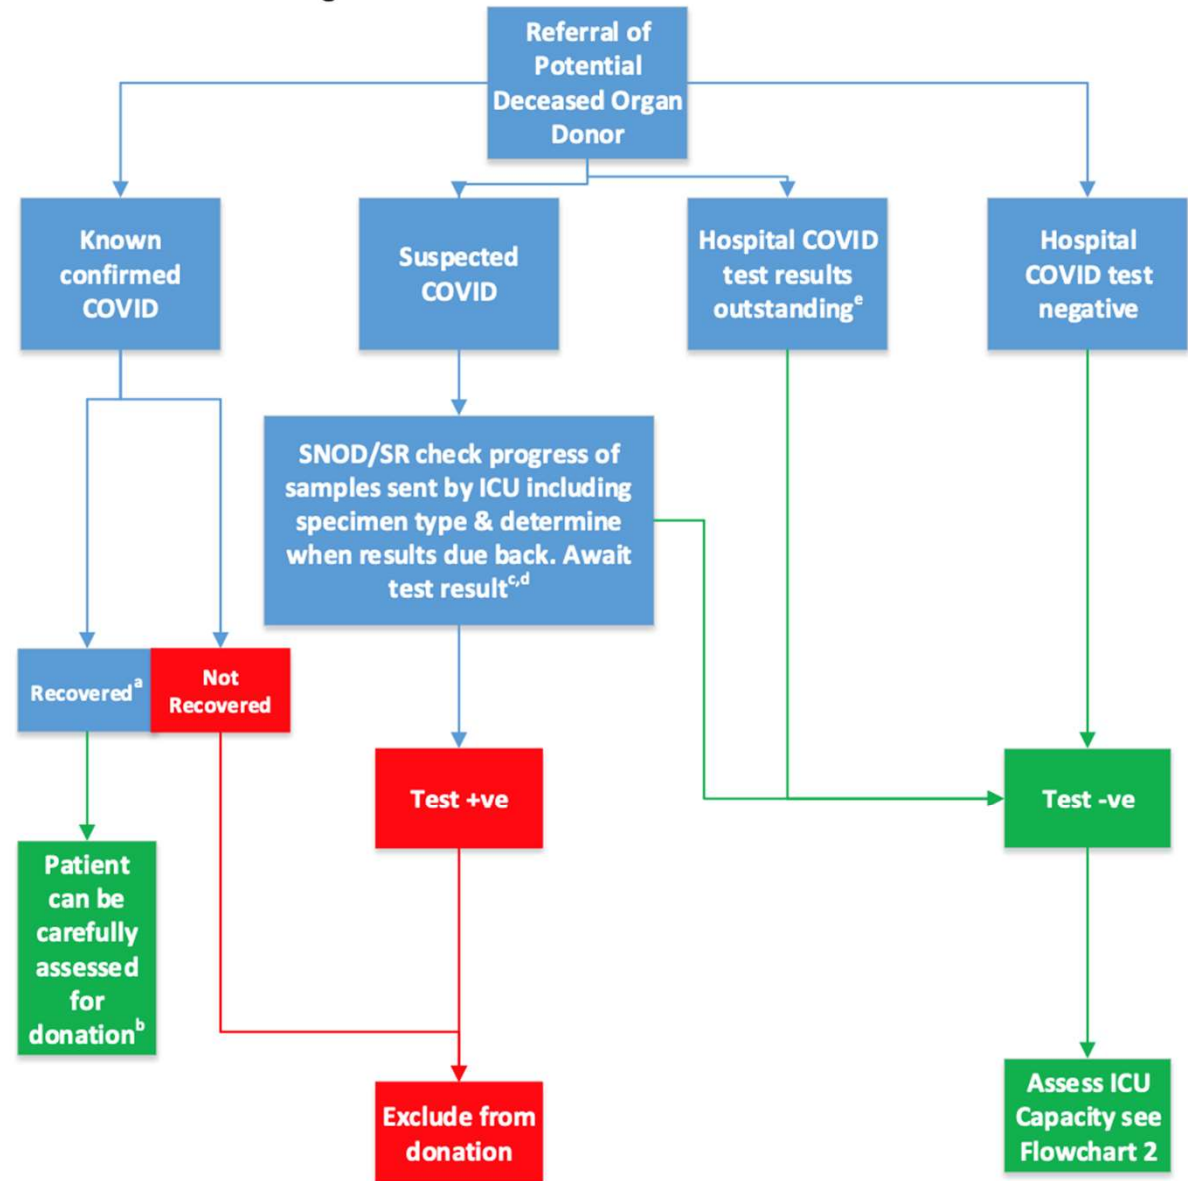 Referral of
Potential
Deceased Organ
Donor
Known
confirmed
COVID
Suspected
COVID
Hospital COVID
test results
outstandingᵉ
Hospital
COVID test
negative
SNOD/SR check progress of
samples sent by ICU including
specimen type & determine
when results due back. Await
test resultᶜ,ᵈ
Recoveredᵃ
Not
Recovered
Test +ve
Test -ve
Patient
can be
carefully
assessed
for
donationᵇ
Exclude from
donation
Assess ICU
Capacity see
Flowchart 2